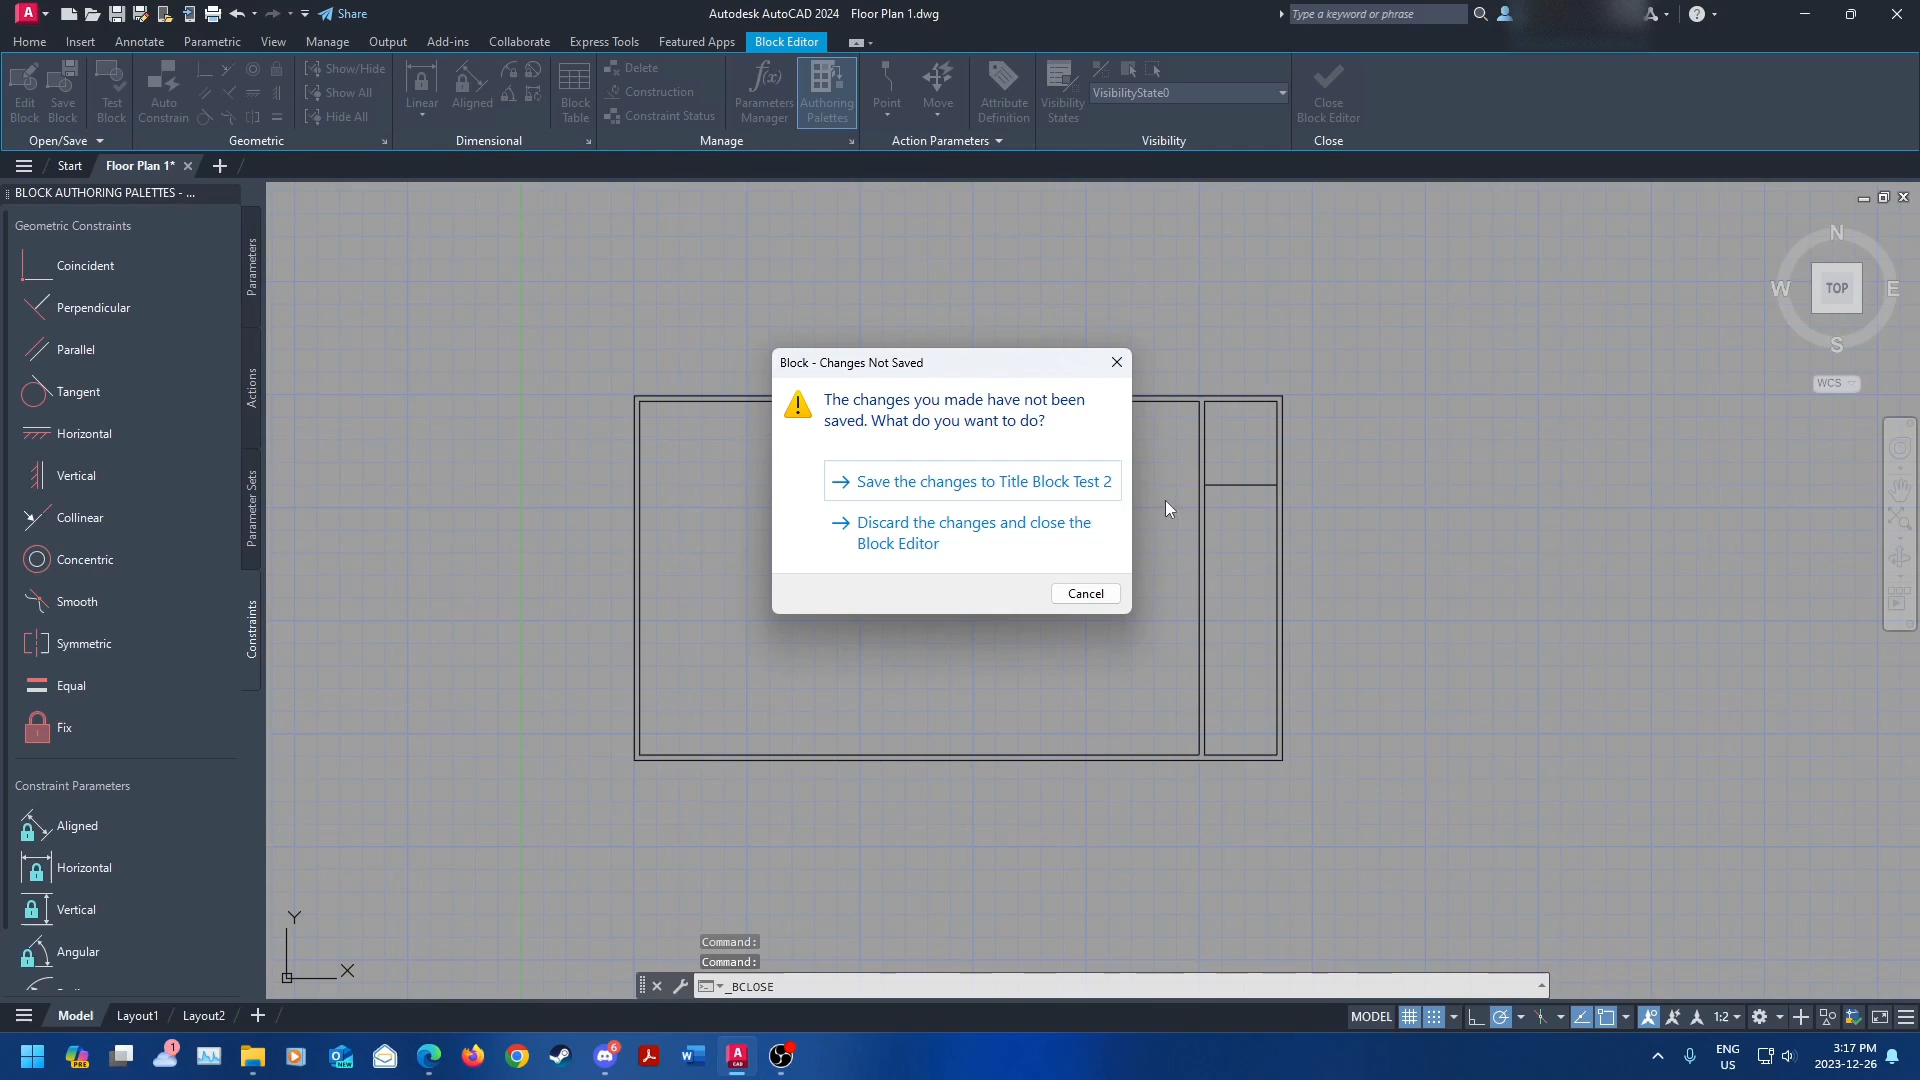 Share
Autodesk AutoCAD 2024 Floor Plan 1.dwg
Type a keyword or phrase
Home Insert Annotate Parametric View Manage Output Add-ins Collaborate Express Tools Featured Apps Block Editor
Edit Block
Save Block
Test Block
Auto Constrain
Show/Hide
Show All
Hide All
Linear
Aligned
Block Table
Delete
Construction
Constraint Status
Parameters Manager
Authoring Palettes
Point
Move
Attribute Definition
Visibility States
VisibilityState0
Close Block Editor
Open/Save Geometric Dimensional Manage Action Parameters Visibility Close
Start Floor Plan 1*
BLOCK AUTHORING PALETTES - ...
Geometric Constraints
Coincident
Perpendicular
Parallel
Tangent
Horizontal
Vertical
Collinear
Concentric
Smooth
Symmetric
Equal
Fix
Constraint Parameters
Aligned
Horizontal
Vertical
Angular
Parameters
Actions
Parameter Sets
Constraints
N
W TOP E
S
WCS
Block - Changes Not Saved
The changes you made have not been
saved. What do you want to do?
Save the changes to Title Block Test 2
Discard the changes and close the
Block Editor
Cancel
Y
X
Command:
Command:
_BCLOSE
Model Layout1 Layout2
MODEL
1:2
1
PRE
NEW
6
CAD
ENG
US
3:17 PM
2023-12-26